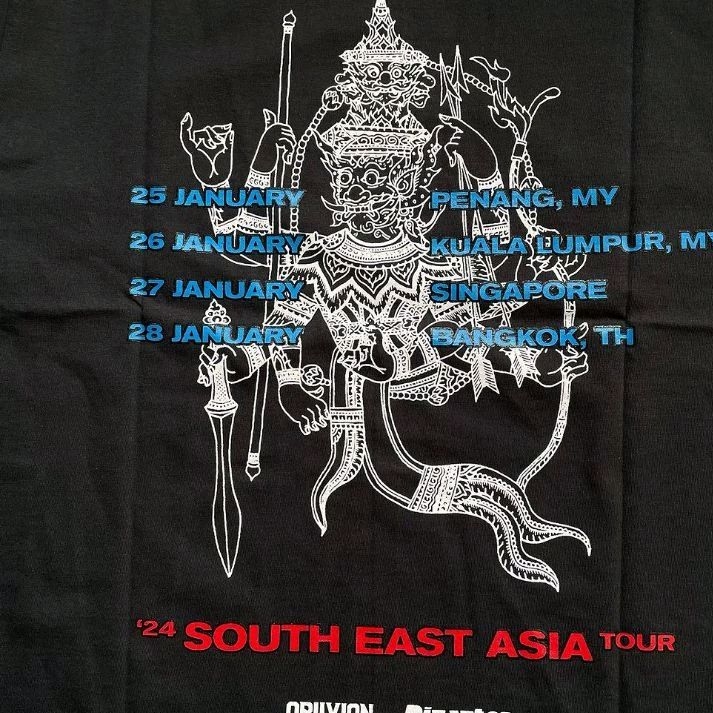 25 JANUARY PENANG, MY
26 JANUARY KUALA LUMPUR, MY
27 JANUARY SINGAPORE
28 JANUARY BANGKOK, TH
'24 SOUTH EAST ASIA TOUR
OBLIVION